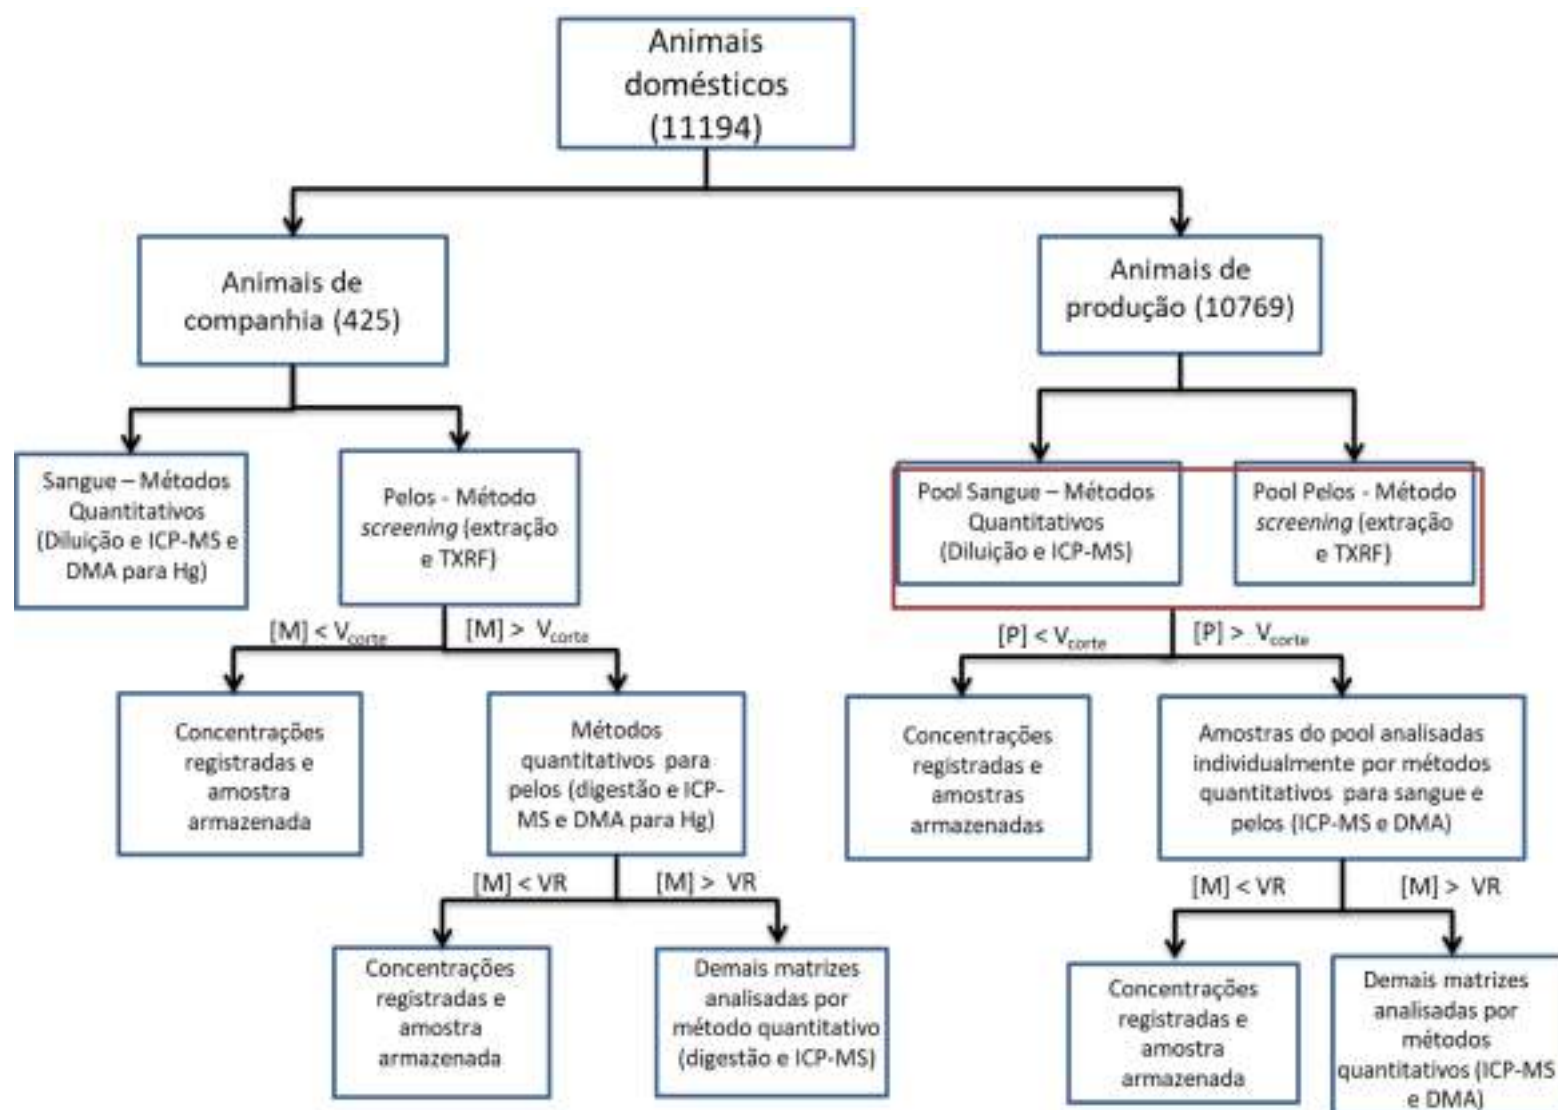 Animais
domésticos
(11194)
Animais de
companhia (425)
Animais de
produção (10769)
Sangue – Métodos
Quantitativos
(Diluição e ICP-MS e
DMA para Hg)
Pelos - Método
screening (extração
e TXRF)
Pool Sangue – Métodos
Quantitativos
(Diluição e ICP-MS)
Pool Pelos - Método
screening (extração
e TXRF)
[M] < Vcorte
[M] > Vcorte
[P] < Vcorte
[P] > Vcorte
Concentrações
registradas e
amostra
armazenada
Métodos
quantitativos para
pelos (digestão e ICP-
MS e DMA para Hg)
Concentrações
registradas e
amostras
armazenadas
Amostras do pool analisadas
individualmente por métodos
quantitativos para sangue e
pelos (ICP-MS e DMA)
[M] < VR
[M] > VR
[M] < VR
[M] > VR
Concentrações
registradas e
amostra
armazenada
Demais matrizes
analisadas por
método quantitativo
(digestão e ICP-MS)
Concentrações
registradas e
amostra
armazenada
Demais matrizes
analisadas por
métodos
quantitativos (ICP-MS
e DMA)